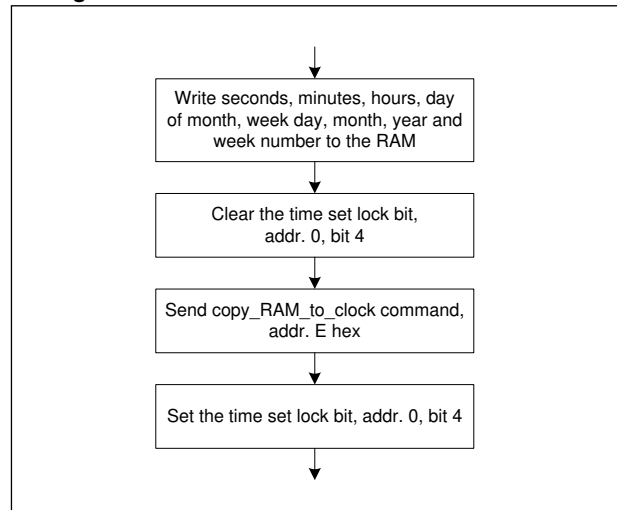 Write seconds, minutes, hours, day
of month, week day, month, year and
week number to the RAM
Clear the time set lock bit,
addr. 0, bit 4
Send copy_RAM_to_clock command,
addr. E hex
Set the time set lock bit, addr. 0, bit 4